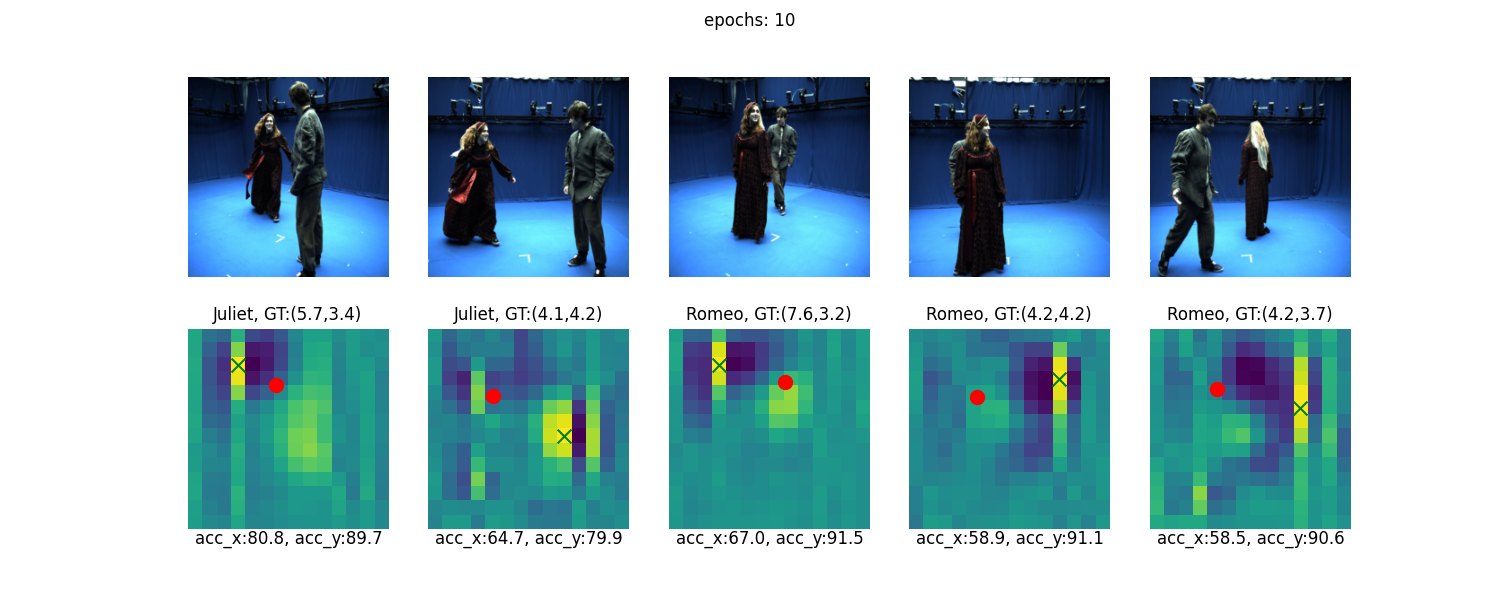 epochs: 10
Juliet, GT:(5.7,3.4)
Juliet, GT:(4.1,4.2)
Romeo, GT:(7.6,3.2)
Romeo, GT:(4.2,4.2)
Romeo, GT:(4.2,3.7)
acc_x:80.8, acc_y:89.7
acc_x:64.7, acc_y:79.9
acc_x:67.0, acc_y:91.5
acc_x:58.9, acc_y:91.1
acc_x:58.5, acc_y:90.6